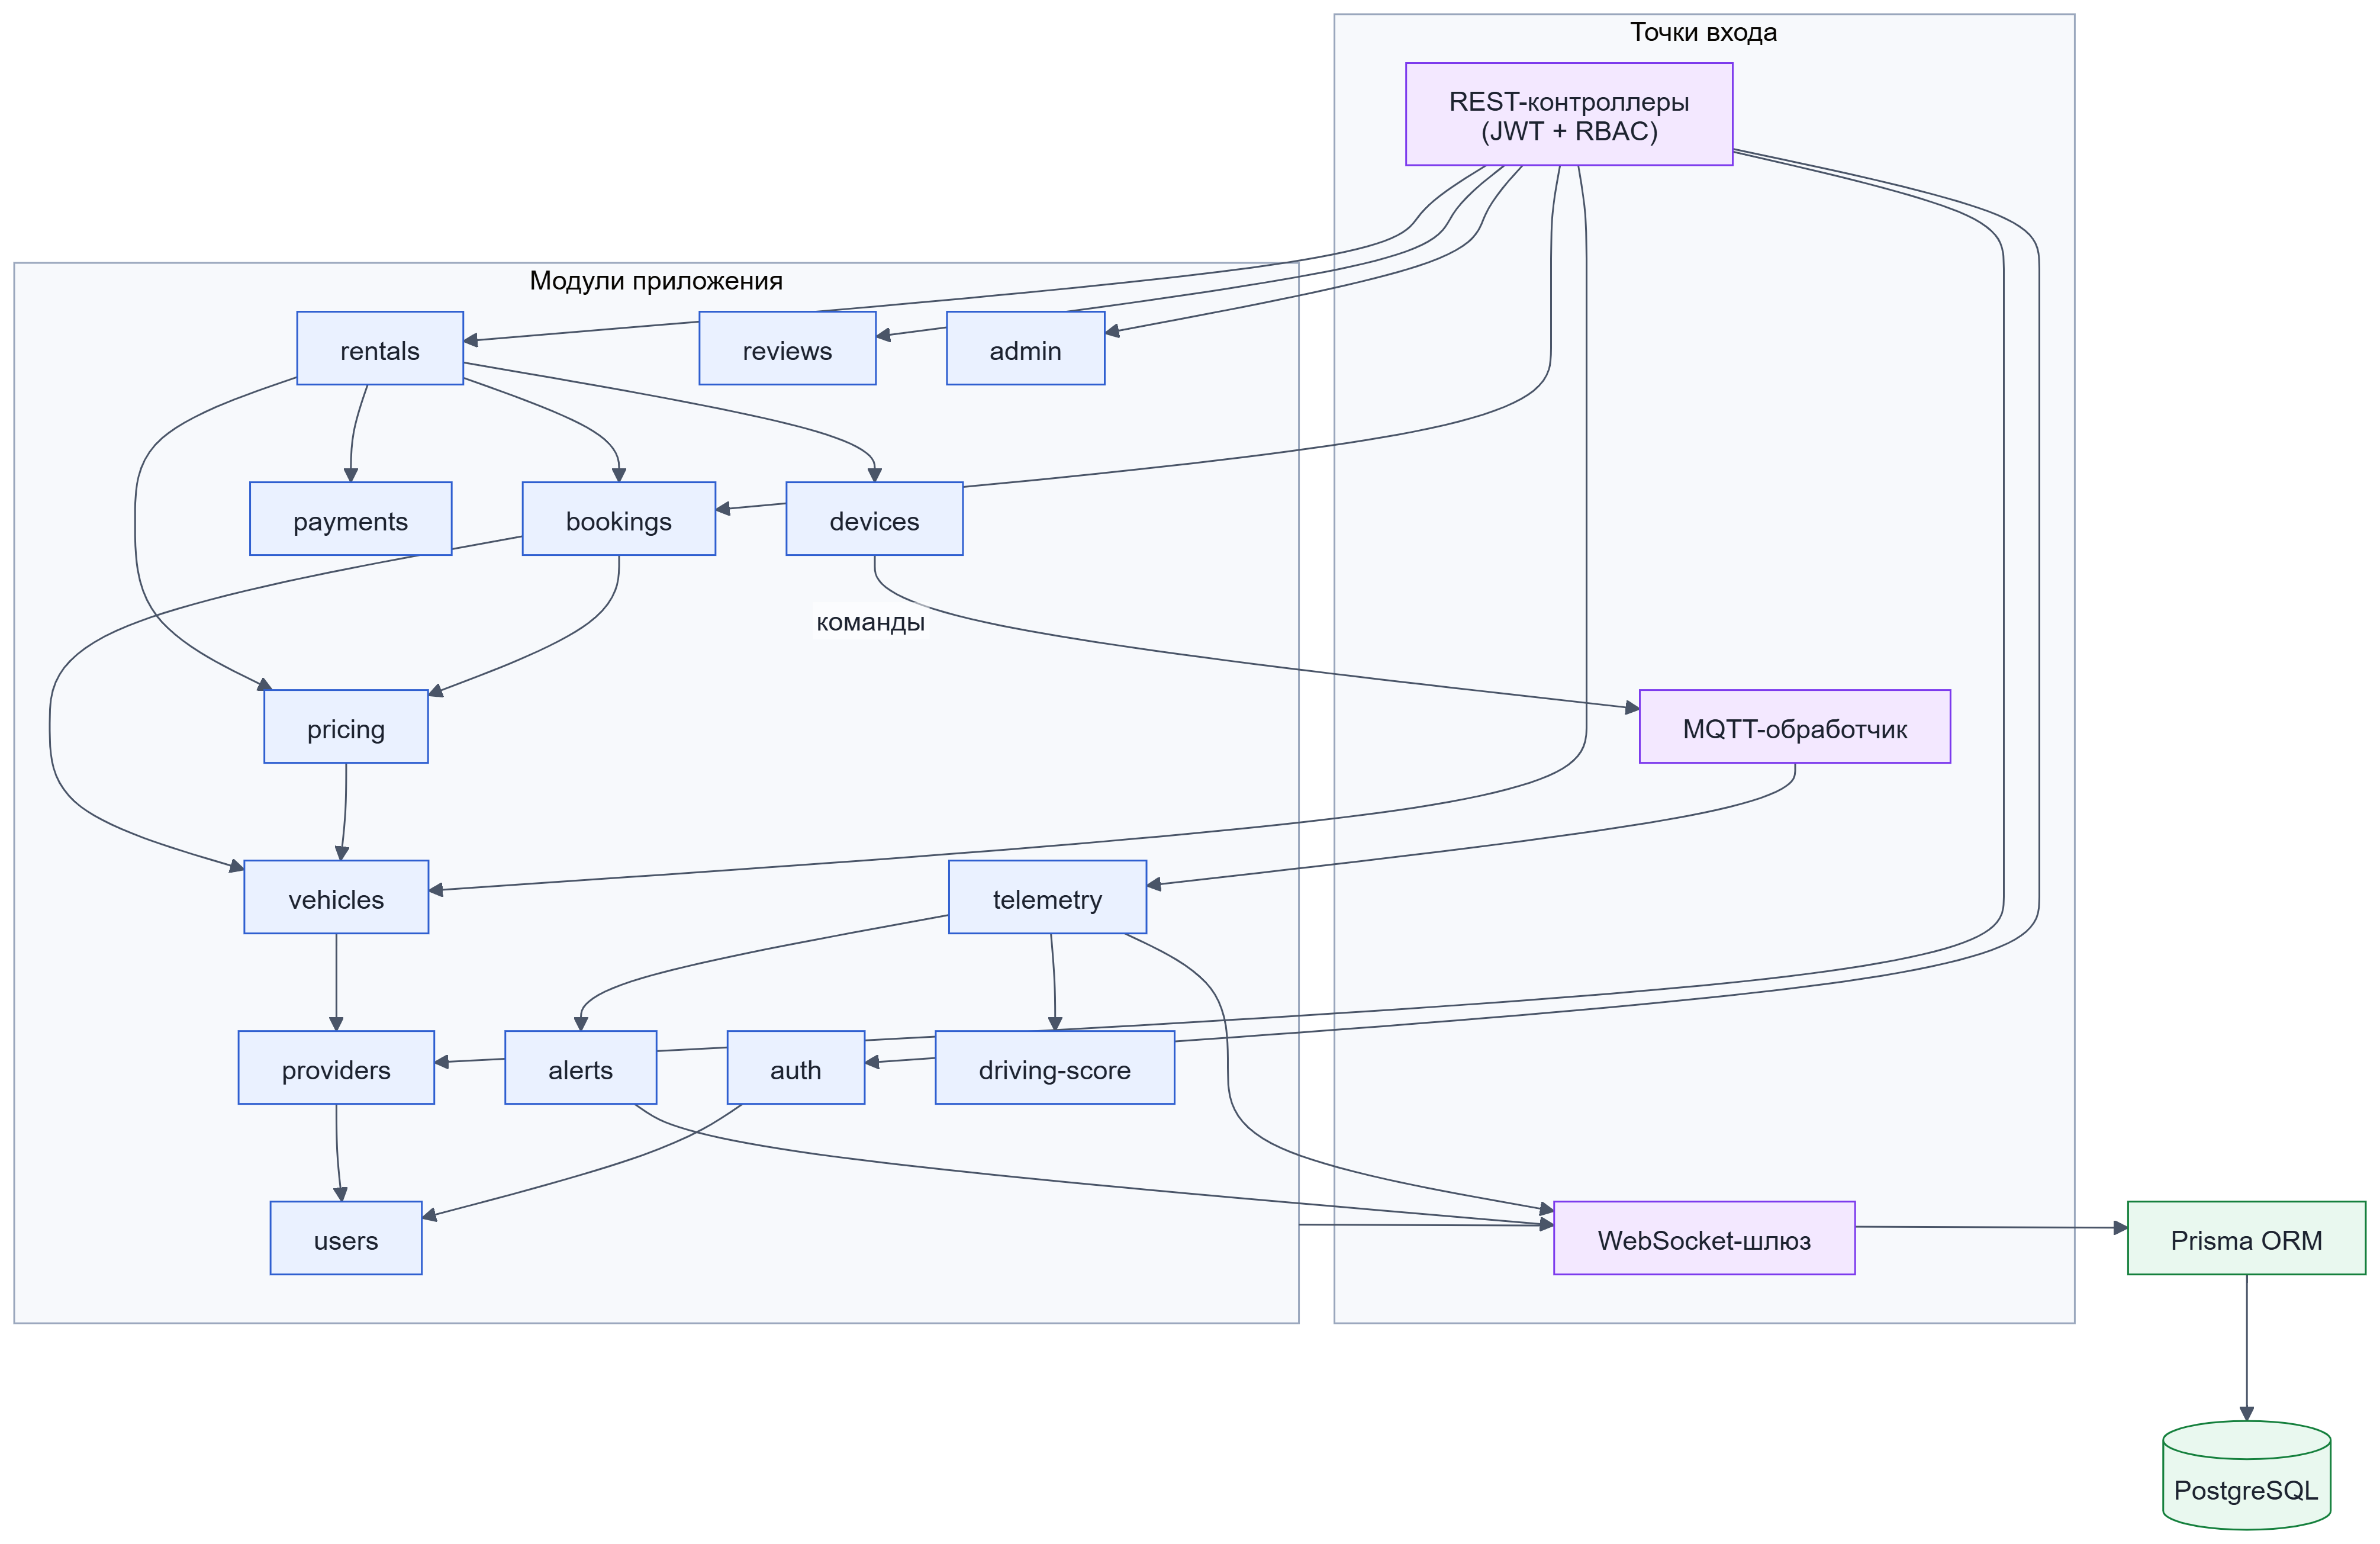 Точки входа
REST-контроллеры
(JWT + RBAC)
Модули приложения
rentals
reviews
admin
payments
bookings
devices
команды
pricing
MQTT-обработчик
vehicles
telemetry
providers
alerts
auth
driving-score
users
WebSocket-шлюз
Prisma ORM
PostgreSQL